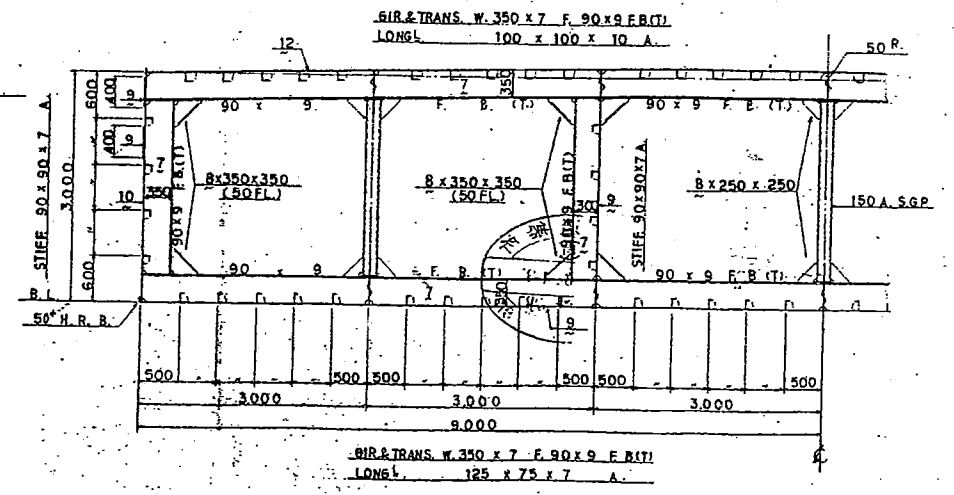 GIR.& TRANS. W. 350 x 7 F. 90 x 9 F.B.(T)
LONGL 100 x 100 x 10 A.
12
50 R.
7
350
600
400
9
90 x 9
F. B. (T.)
90 x 9 F. B. (T.)
400
9
STIFF. 90 x 90 x 7 A.
3,000
7
350
10
90 x 9 F.B.(T)
8 x 350 x 350
(50 FL.)
8 x 350 x 350
(50 FL.)
90 x 9 F.B.(T)
9
STIFF. 90 x 90 x 7 A.
8 x 250 x 250
150 A. S.G.P.
7
600
90 x 9
F. B. (T)
90 x 9 F. B. (T)
B. L.
50 H. R. B.
7
350
9
500 500 500 500 500 500
3,000 3,000 3,000
9,000
GIR.& TRANS. W. 350 x 7 F. 90 x 9 F.B.(T)
LONGL. 125 x 75 x 7 A.